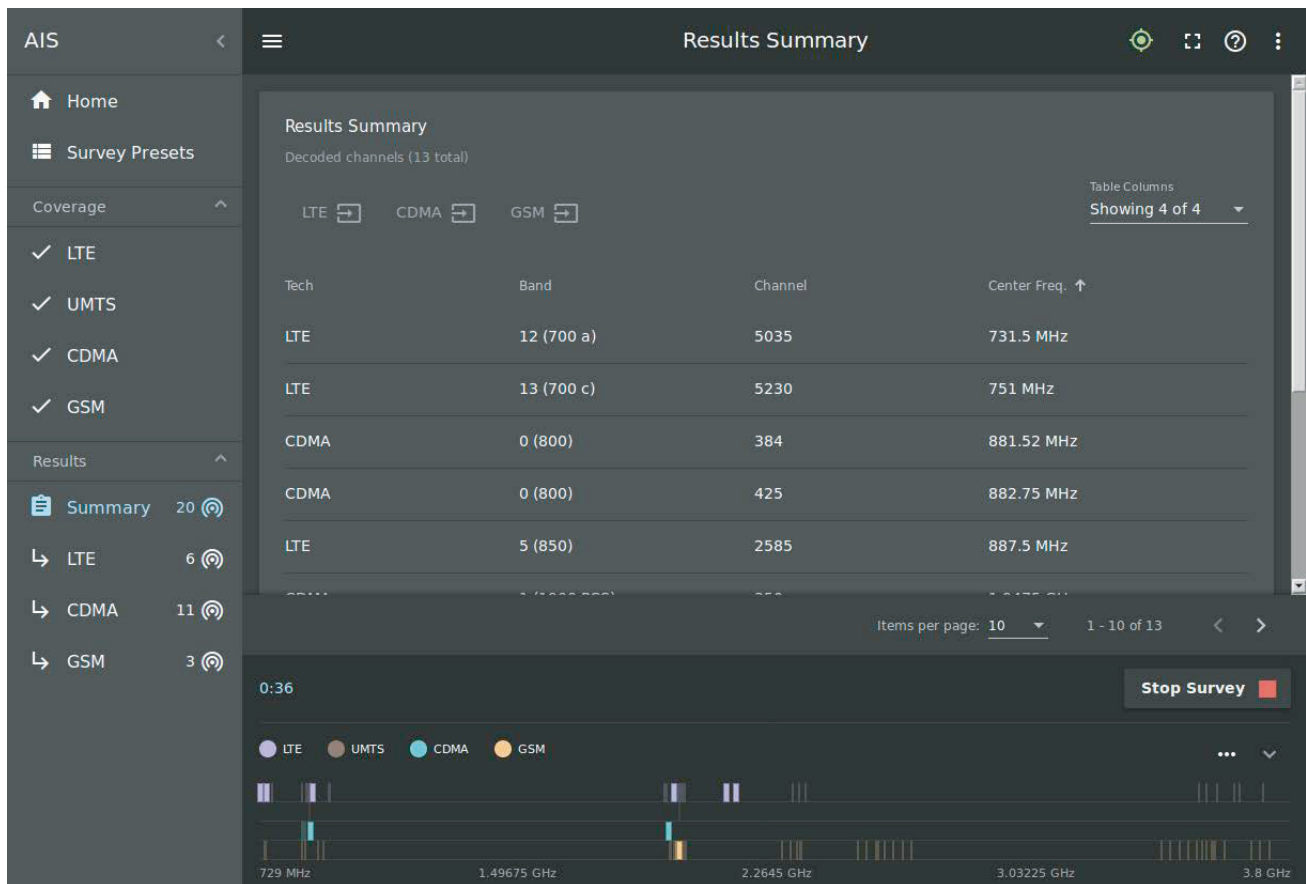 AIS
Results Summary
Home
Survey Presets
Coverage
LTE
UMTS
CDMA
GSM
Results
Summary 20
LTE 6
CDMA 11
GSM 3
Results Summary
Decoded channels (13 total)
LTE CDMA GSM
Table Columns
Showing 4 of 4
Tech Band Channel Center Freq.
LTE 12 (700 a) 5035 731.5 MHz
LTE 13 (700 c) 5230 751 MHz
CDMA 0 (800) 384 881.52 MHz
CDMA 0 (800) 425 882.75 MHz
LTE 5 (850) 2585 887.5 MHz
Items per page: 10 1 - 10 of 13
0:36
Stop Survey
LTE UMTS CDMA GSM
729 MHz 1.49675 GHz 2.2645 GHz 3.03225 GHz 3.8 GHz